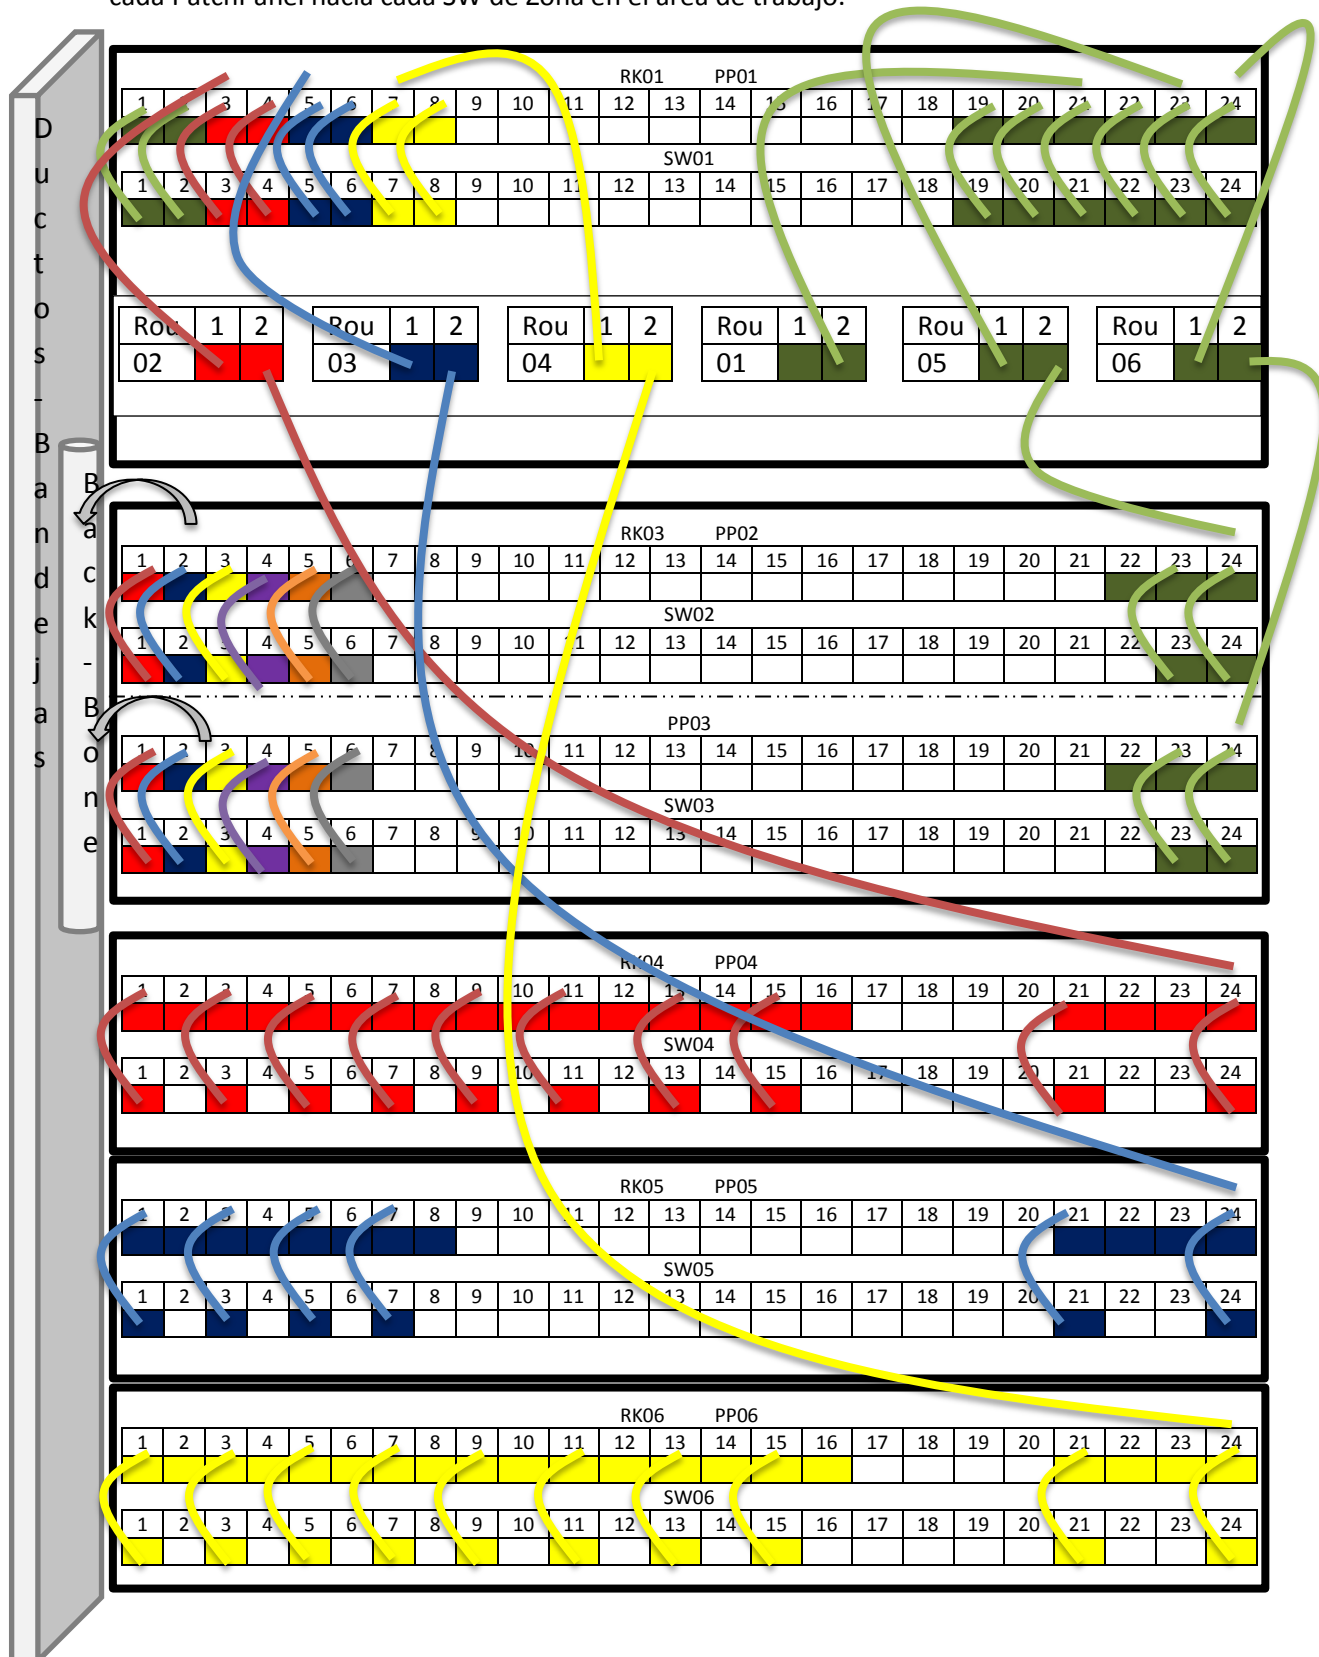 cada PatchPanel hacia cada SW de Zona en el área de trabajo.
Ductos-Bandejas
Back-Bone
RK01 PP01
1 2 3 4 5 6 7 8 9 10 11 12 13 14 15 16 17 18 19 20 21 22 23 24
SW01
1 2 3 4 5 6 7 8 9 10 11 12 13 14 15 16 17 18 19 20 21 22 23 24
Rou 1 2 Rou 1 2 Rou 1 2 Rou 1 2 Rou 1 2 Rou 1 2
02 03 04 01 05 06
RK03 PP02
1 2 3 4 5 6 7 8 9 10 11 12 13 14 15 16 17 18 19 20 21 22 23 24
SW02
1 2 3 4 5 6 7 8 9 10 11 12 13 14 15 16 17 18 19 20 21 22 23 24
PP03
1 2 3 4 5 6 7 8 9 10 11 12 13 14 15 16 17 18 19 20 21 22 23 24
SW03
1 2 3 4 5 6 7 8 9 10 11 12 13 14 15 16 17 18 19 20 21 22 23 24
RK04 PP04
1 2 3 4 5 6 7 8 9 10 11 12 13 14 15 16 17 18 19 20 21 22 23 24
SW04
1 2 3 4 5 6 7 8 9 10 11 12 13 14 15 16 17 18 19 20 21 22 23 24
RK05 PP05
1 2 3 4 5 6 7 8 9 10 11 12 13 14 15 16 17 18 19 20 21 22 23 24
SW05
1 2 3 4 5 6 7 8 9 10 11 12 13 14 15 16 17 18 19 20 21 22 23 24
RK06 PP06
1 2 3 4 5 6 7 8 9 10 11 12 13 14 15 16 17 18 19 20 21 22 23 24
SW06
1 2 3 4 5 6 7 8 9 10 11 12 13 14 15 16 17 18 19 20 21 22 23 24